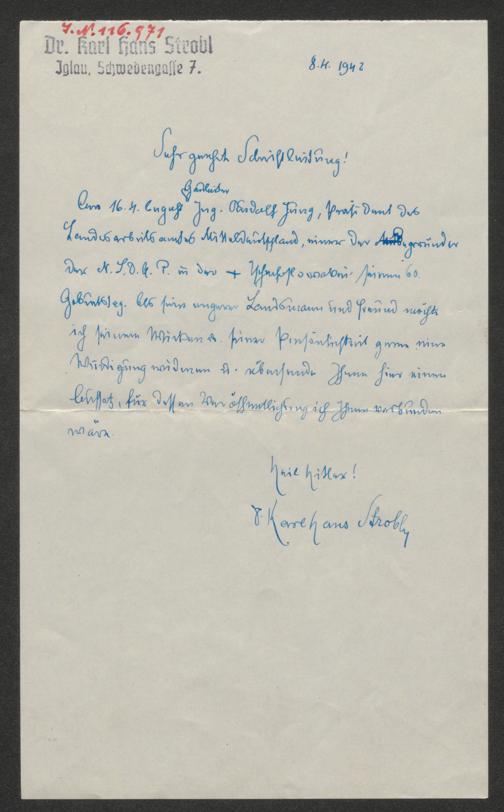 J.N. 116.971
Dr. Karl Hans Strobl
Iglau, Schwedengasse 7.
8.4. 1942
Sehr geehrte Schriftleitung!
Gauleiter
Am 16.4. begeht Ing. Rudolf Jung, Präsident des
Landesarbeitsamtes Mitteldeutschland, einer der Begründer
der N.S.D.A.P. in der + Tschechoslowakei seinen 60.
Geburtstag. Als sein engerer Landsmann und Freund möchte
ich seinem Wirken u. seiner Persönlichkeit gerne eine
Würdigung widmen u. übersende Ihnen hier einen
Aufsatz, für dessen Veröffentlichung ich Ihnen verbunden
wäre.
Heil Hitler!
Dr Karl Hans Strobl